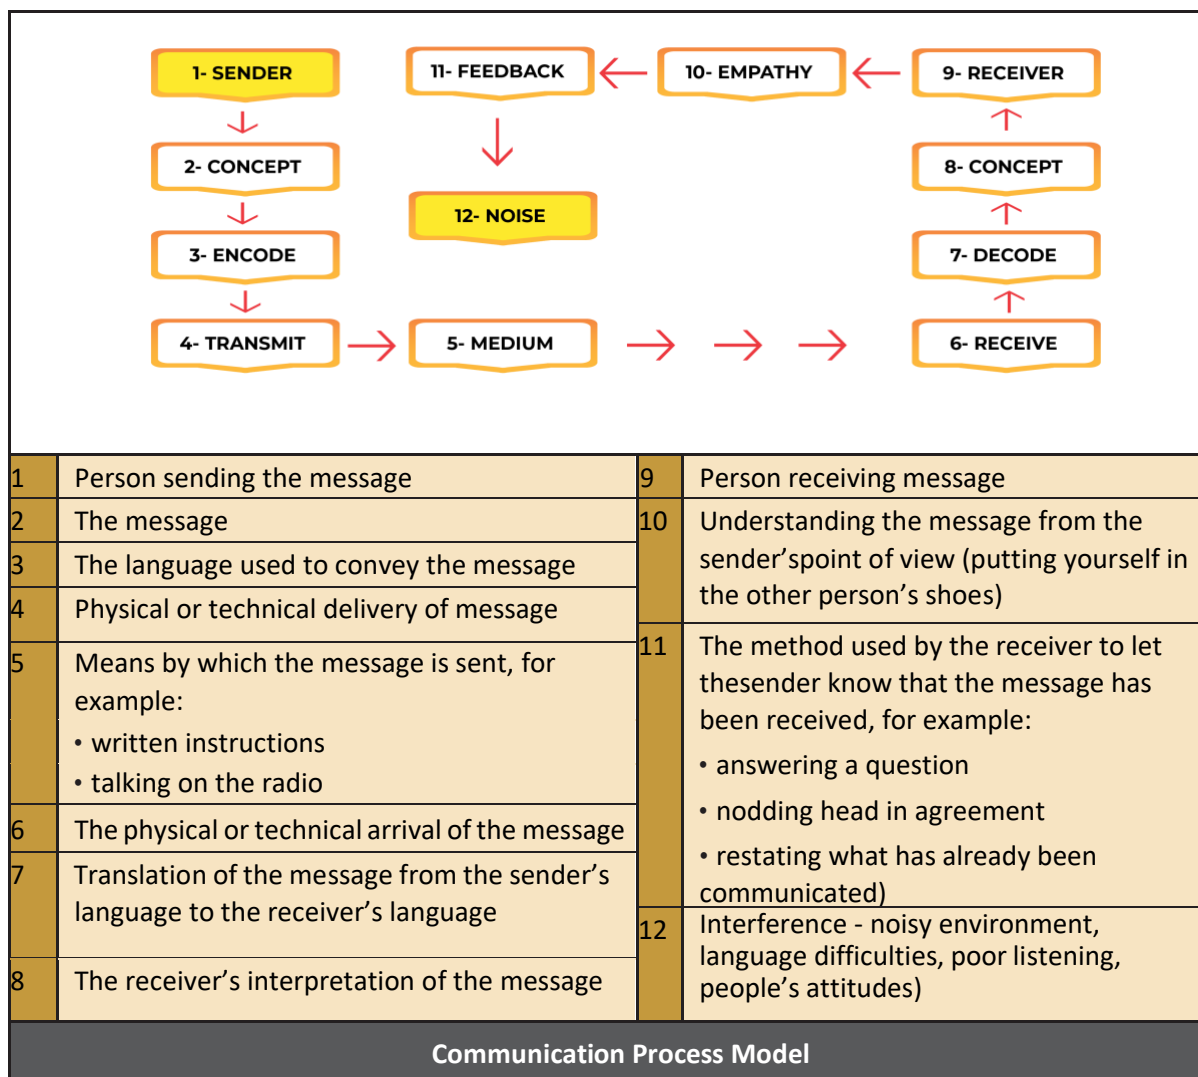 1- SENDER
11- FEEDBACK
10- EMPATHY
9- RECEIVER
2- CONCEPT
8- CONCEPT
12- NOISE
3- ENCODE
7- DECODE
4- TRANSMIT
5- MEDIUM
6- RECEIVE
1 Person sending the message
2 The message
3 The language used to convey the message
4 Physical or technical delivery of message
5 Means by which the message is sent, for
example:
• written instructions
• talking on the radio
6 The physical or technical arrival of the message
7 Translation of the message from the sender’s
language to the receiver’s language
8 The receiver’s interpretation of the message
9 Person receiving message
10 Understanding the message from the
sender’spoint of view (putting yourself in
the other person’s shoes)
11 The method used by the receiver to let
thesender know that the message has
been received, for example:
• answering a question
• nodding head in agreement
• restating what has already been
communicated)
12 Interference - noisy environment,
language difficulties, poor listening,
people’s attitudes)
Communication Process Model